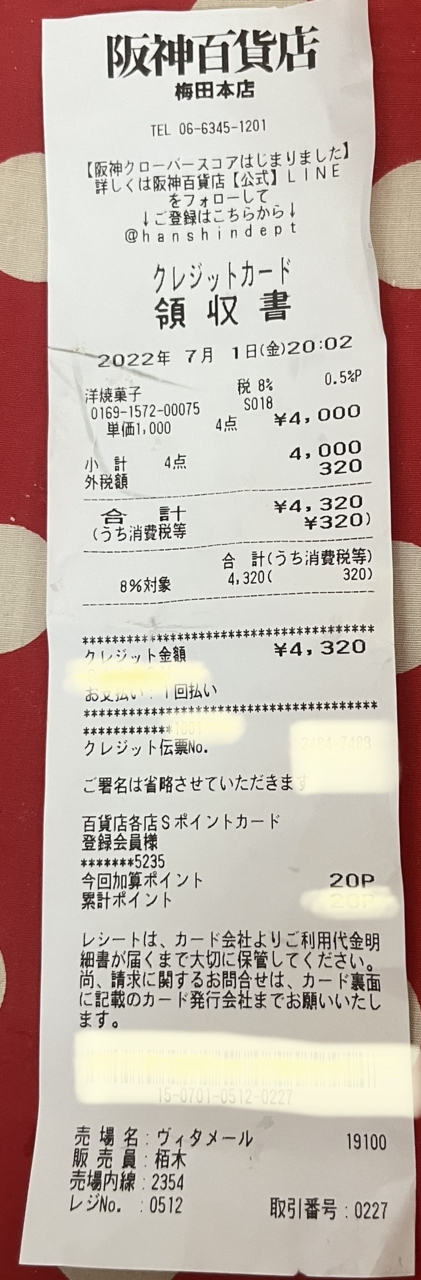 阪神百貨店
梅田本店
TEL 06-6345-1201
【阪神クローバースコアはじまりました】
詳しくは阪神百貨店【公式】ＬＩＮＥ
をフォローして
↓ご登録はこちらから↓
＠ｈａｎｓｈｉｎｄｅｐｔ
クレジットカード
領収書
2022年 7月 1日(金)20:02
洋焼菓子 税 8% 0.5%P
0169-1572-00075 S018
単価1,000 4点 ¥4,000
小 計 4点 4,000
外税額 320
合 計 ¥4,320
(うち消費税等 ¥320)
合 計(うち消費税等)
8%対象 4,320( 320)
************************************
クレジット金額 ¥4,320
お支払い:1回払い
************************************
************
クレジット伝票No.
ご署名は省略させていただきます
百貨店各店Ｓポイントカード
登録会員様
*******5235
今回加算ポイント 20P
累計ポイント 20P
レシートは、カード会社よりご利用代金明
細書が届くまで大切に保管してください。
尚、請求に関するお問合せは、カード裏面
に記載のカード発行会社までお願いいたし
ます。
15-0701-0512-0227
売 場 名:ヴィタメール 19100
販 売 員:栢木
売場内線:2354
レジNo. :0512 取引番号:0227